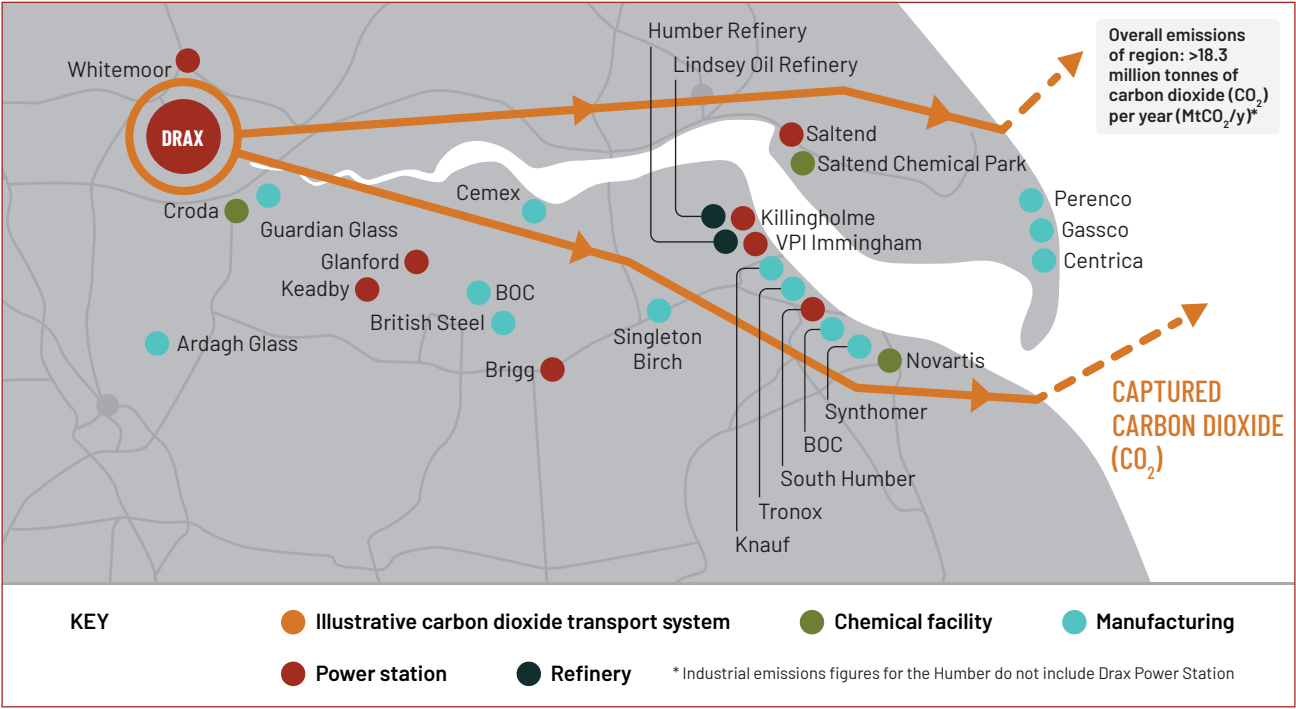 Humber Refinery
Lindsey Oil Refinery
Overall emissions
of region: >18.3
million tonnes of
carbon dioxide (CO₂)
per year (MtCO₂/y)*
Whitemoor
DRAX
Saltend
Saltend Chemical Park
Croda
Guardian Glass
Cemex
Perenco
Gassco
Centrica
Killingholme
VPI Immingham
Glanford
Keadby
BOC
British Steel
Ardagh Glass
Brigg
Singleton
Birch
Novartis
Synthomer
BOC
South Humber
Tronox
Knauf
CAPTURED
CARBON DIOXIDE
(CO₂)
KEY
Illustrative carbon dioxide transport system
Chemical facility
Manufacturing
Power station
Refinery
* Industrial emissions figures for the Humber do not include Drax Power Station